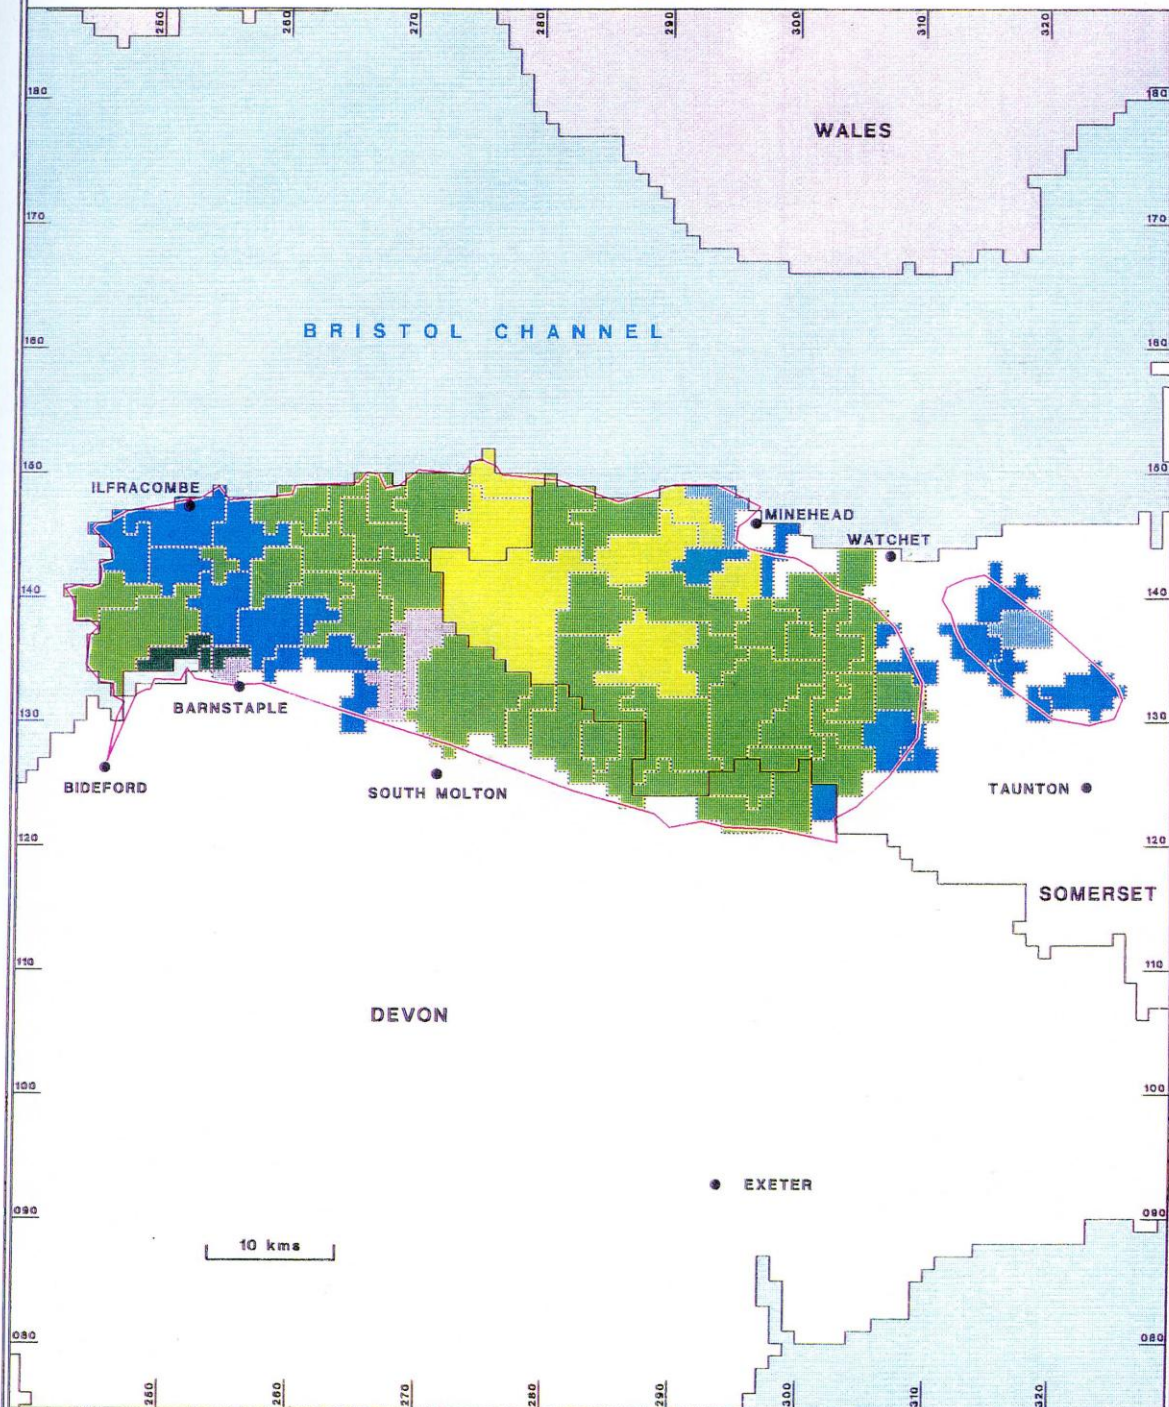 250 260 270 280 290 300 310 320
180 180
WALES
170 170
BRISTOL CHANNEL
160 160
150 150
ILFRACOMBE
MINEHEAD
WATCHET
140 140
130 130
BARNSTAPLE
BIDEFORD
SOUTH MOLTON
TAUNTON
120 120
SOMERSET
110 110
DEVON
100 100
EXETER
090 090
10 kms
080 080
250 260 270 280 290 300 310 320